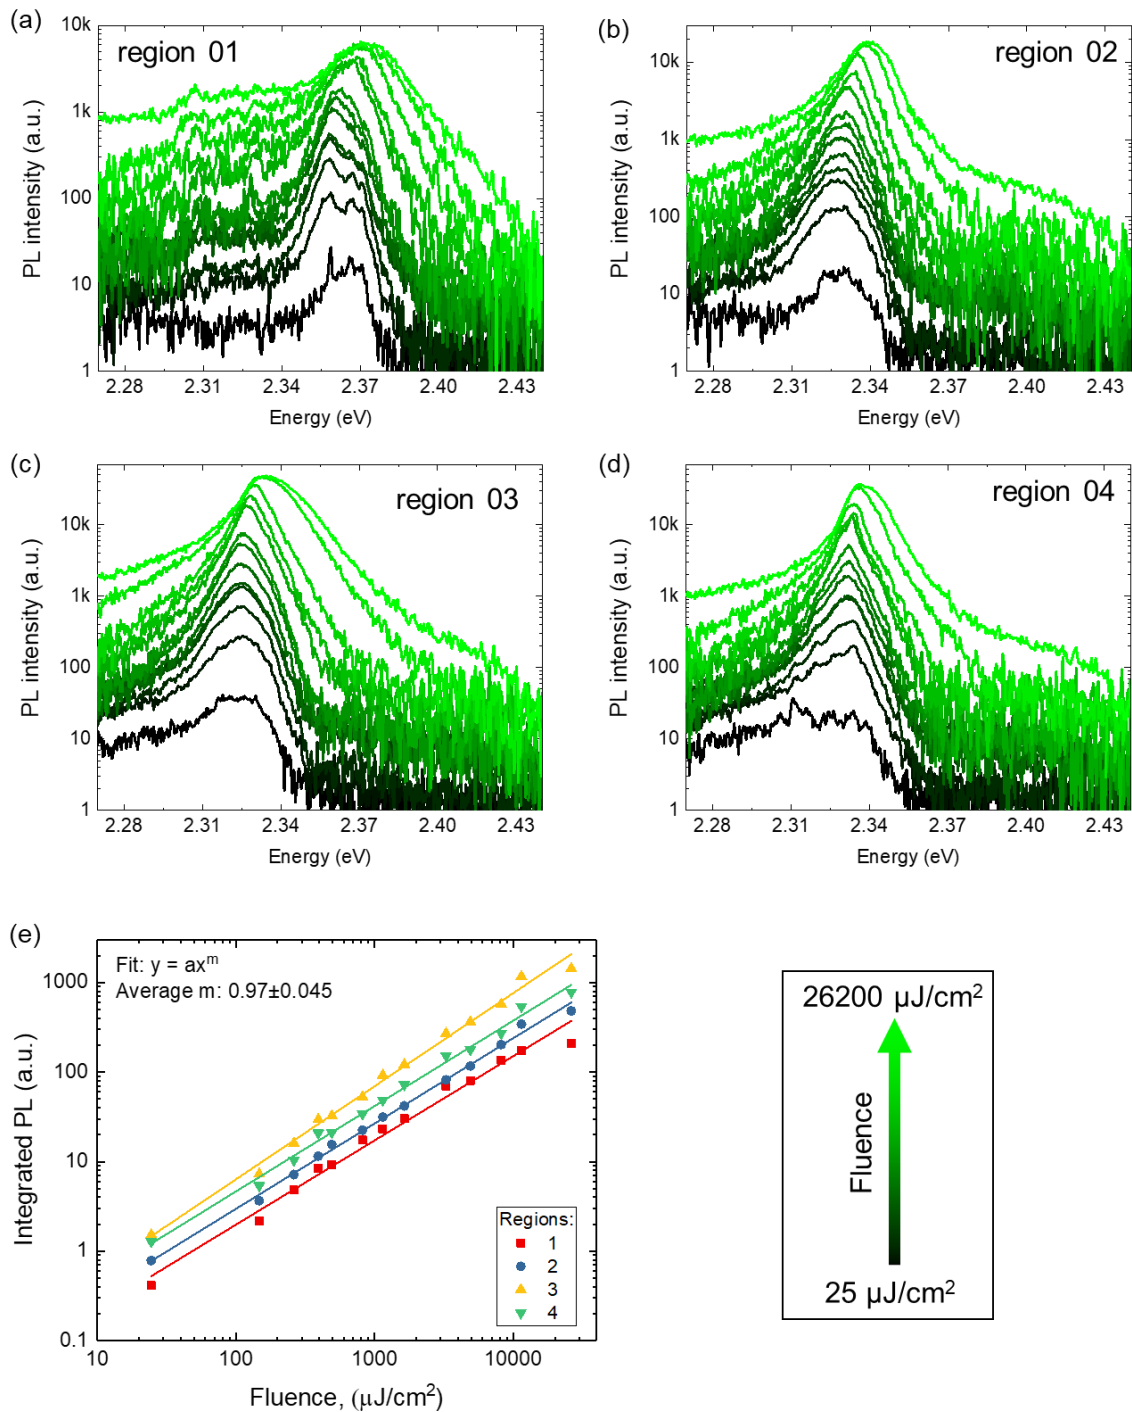 (a)
region 01
PL intensity (a.u.)
10k
1k
100
10
1
2.28 2.31 2.34 2.37 2.40 2.43
Energy (eV)
(b)
region 02
PL intensity (a.u.)
10k
1k
100
10
1
2.28 2.31 2.34 2.37 2.40 2.43
Energy (eV)
(c)
region 03
PL intensity (a.u.)
10k
1k
100
10
1
2.28 2.31 2.34 2.37 2.40 2.43
Energy (eV)
(d)
region 04
PL intensity (a.u.)
10k
1k
100
10
1
2.28 2.31 2.34 2.37 2.40 2.43
Energy (eV)
(e)
Fit: y = ax^m
Average m: 0.97±0.045
Integrated PL (a.u.)
1000
100
10
1
0.1
10 100 1000 10000
Fluence, (μJ/cm²)
Regions:
1
2
3
4
26200 μJ/cm²
Fluence
25 μJ/cm²